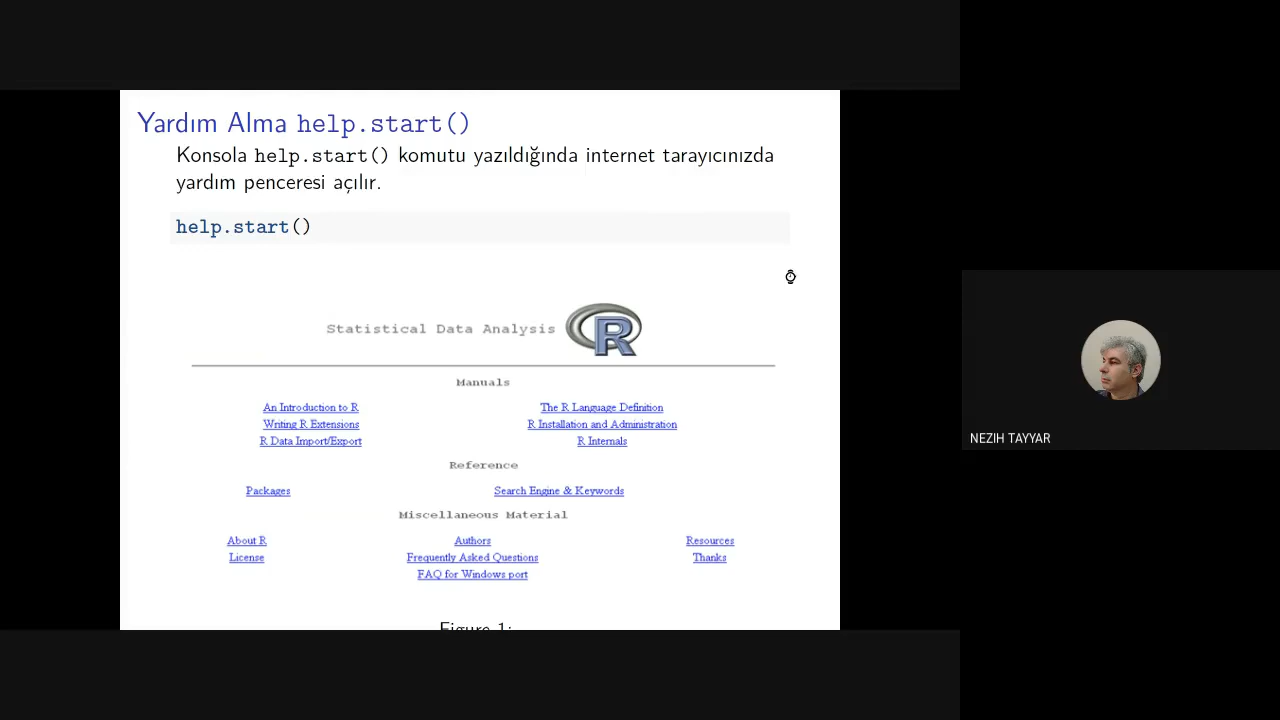 Yardım Alma help.start()
Konsola help.start() komutu yazıldığında internet tarayıcınızda
yardım penceresi açılır.
help.start()
Statistical Data Analysis R
Manuals
An Introduction to R The R Language Definition
Writing R Extensions R Installation and Administration
R Data Import/Export R Internals
Reference
Packages Search Engine & Keywords
Miscellaneous Material
About R Authors Resources
License Frequently Asked Questions Thanks
FAQ for Windows port
Figure 1:
NEZIH TAYYAR